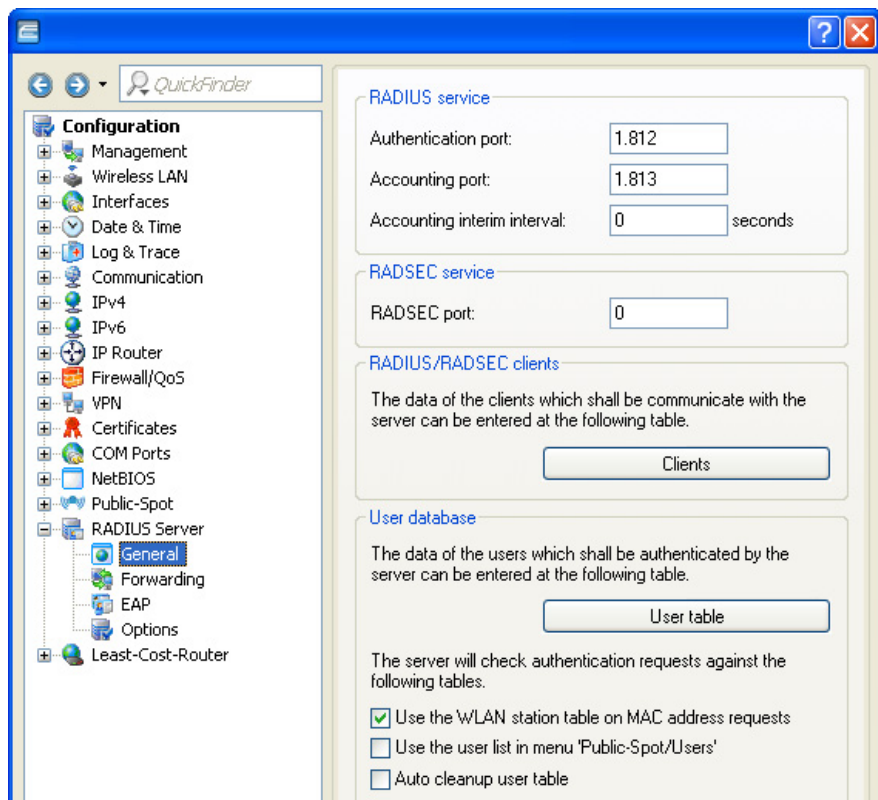 ?
QuickFinder
Configuration
Management
Wireless LAN
Interfaces
Date & Time
Log & Trace
Communication
IPv4
IPv6
IP Router
Firewall/QoS
VPN
Certificates
COM Ports
NetBIOS
Public-Spot
RADIUS Server
General
Forwarding
EAP
Options
Least-Cost-Router
RADIUS service
Authentication port: 1.812
Accounting port: 1.813
Accounting interim interval: 0 seconds
RADSEC service
RADSEC port: 0
RADIUS/RADSEC clients
The data of the clients which shall be communicate with the
server can be entered at the following table.
Clients
User database
The data of the users which shall be authenticated by the
server can be entered at the following table.
User table
The server will check authentication requests against the
following tables.
Use the WLAN station table on MAC address requests
Use the user list in menu 'Public-Spot/Users'
Auto cleanup user table